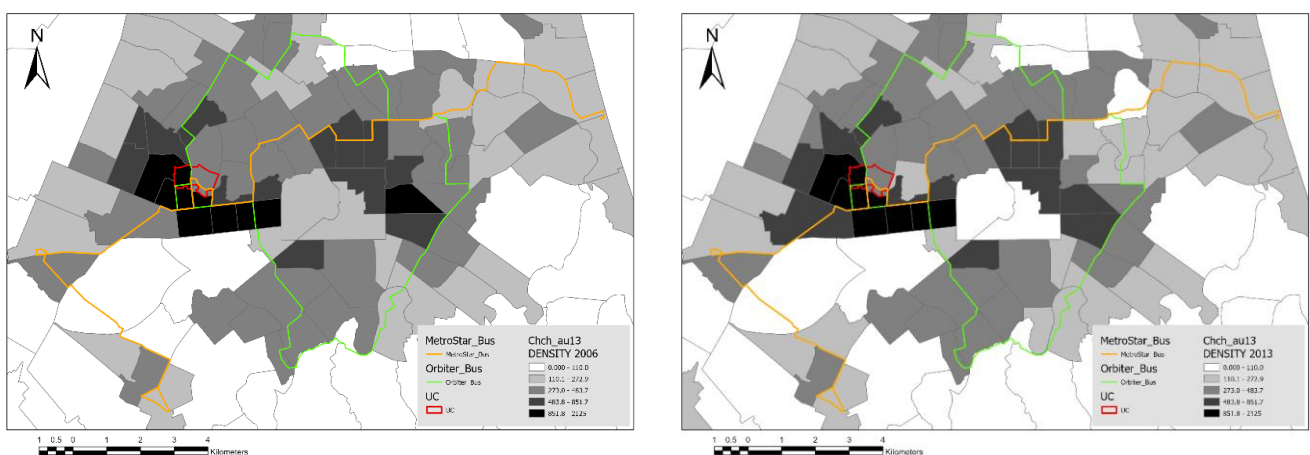 N
MetroStar_Bus
MetroStar_Bus
Orbiter_Bus
Orbiter_Bus
UC
UC
Chch_au13
DENSITY 2006
0.000 - 110.0
110.1 - 272.9
273.0 - 483.7
483.8 - 851.7
851.8 - 2125
1 0.5 0 1 2 3 4
Kilometers
N
MetroStar_Bus
MetroStar_Bus
Orbiter_Bus
Orbiter_Bus
UC
UC
Chch_au13
DENSITY 2013
0.000 - 110.0
110.1 - 272.9
273.0 - 483.7
483.8 - 851.7
851.8 - 2125
1 0.5 0 1 2 3 4
Kilometers